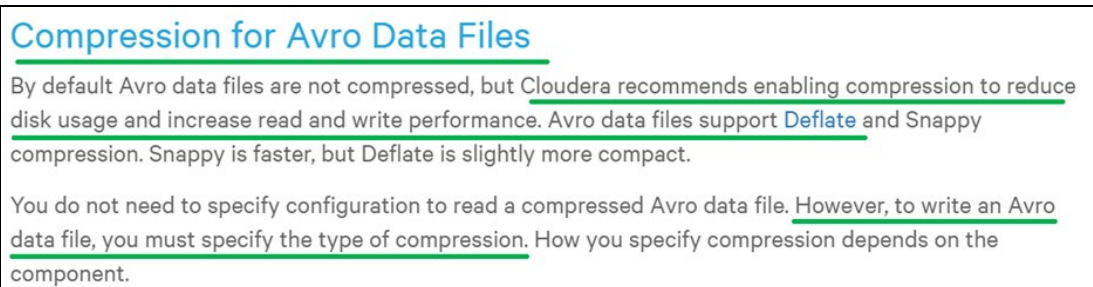 Compression for Avro Data Files
By default Avro data files are not compressed, but Cloudera recommends enabling compression to reduce
disk usage and increase read and write performance. Avro data files support Deflate and Snappy
compression. Snappy is faster, but Deflate is slightly more compact.
You do not need to specify configuration to read a compressed Avro data file. However, to write an Avro
data file, you must specify the type of compression. How you specify compression depends on the
component.